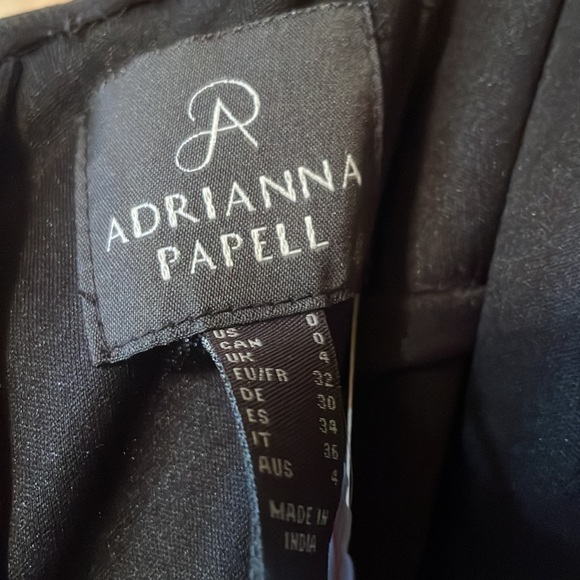 ADRIANNA
PAPELL
US 0
CAN 0
UK 4
EU/FR 32
DE 30
ES 34
IT 36
AUS 4
MADE IN
INDIA